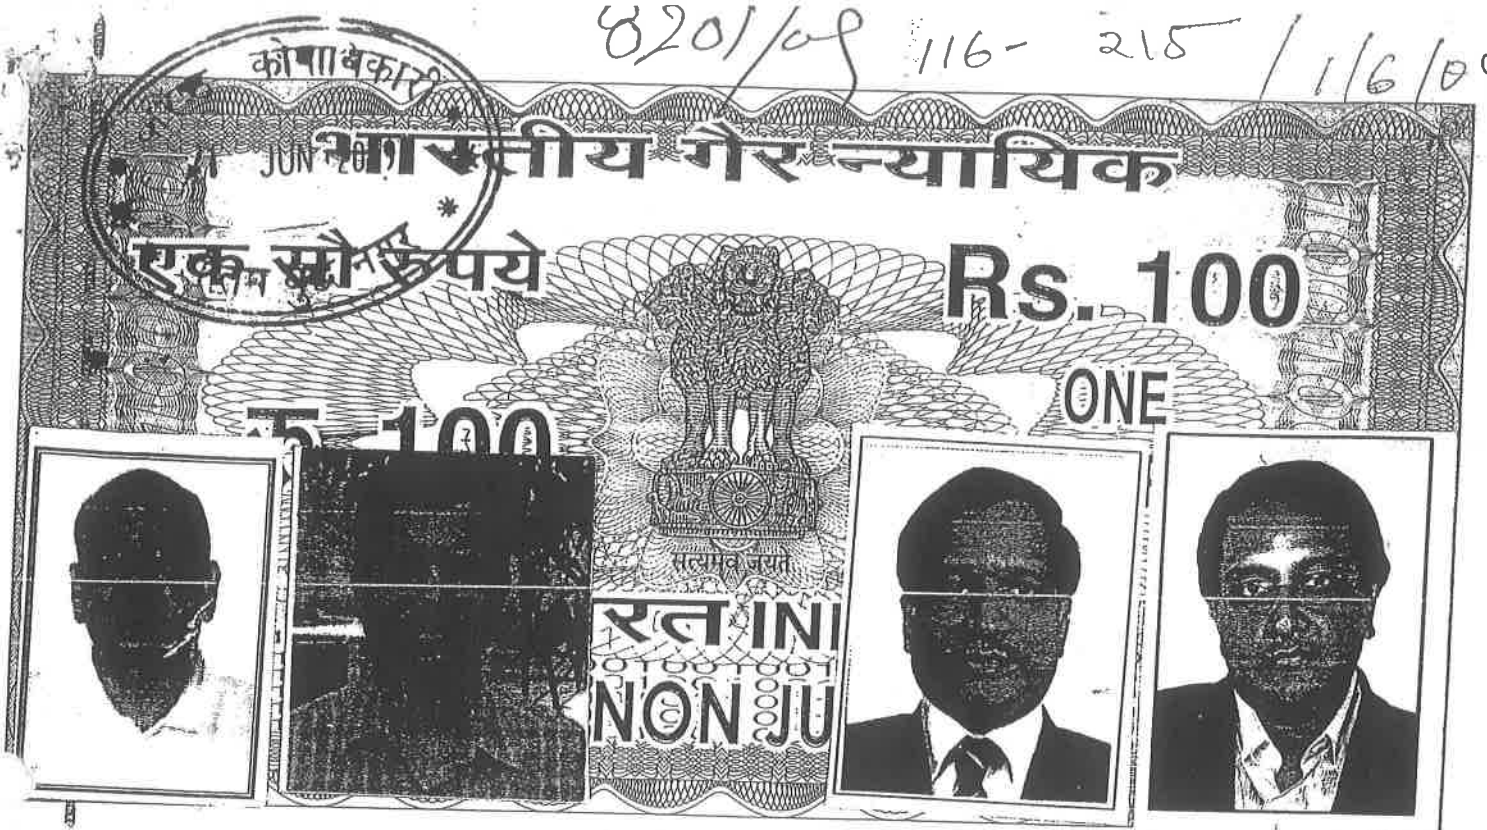 8201/09 116- 215 / 1/6/0
कोषाधिकारी
JUN
भारतीय गैर न्यायिक
एक सौ रुपये Rs. 100
रु. 100 ONE
सत्यमेव जयते
रत INI
NON JU